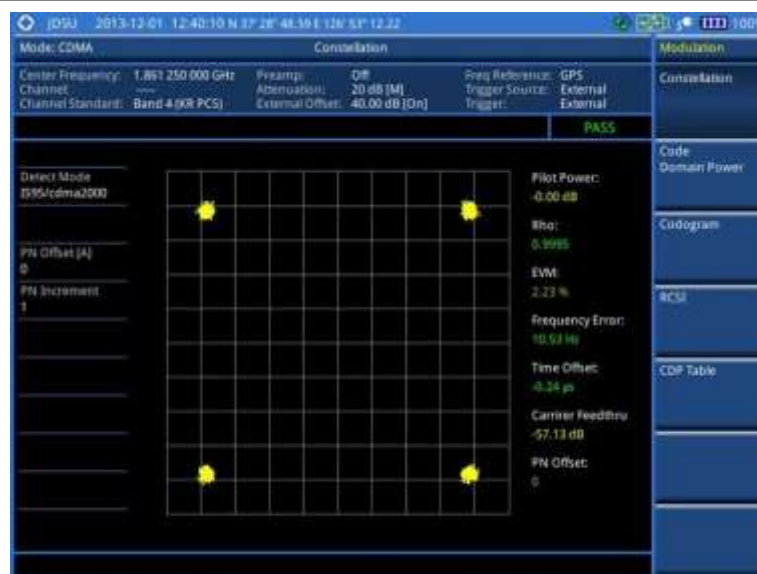 JDSU 2013-12-01 12:40:10 N 37° 28' 48.59 E 126° 53' 12.22 100%
Mode: CDMA Constellation Modulation
Center Frequency: 1.861 250 000 GHz Preamp: Off Freq Reference: GPS
Channel: ---- Attenuation: 20 dB [M] Trigger Source: External
Channel Standard: Band 4 (KR PCS) External Offset: 40.00 dB [On] Trigger: External
Constellation
PASS
Detect Mode
IS95/cdma2000
PN Offset [A]
0
PN Increment
1
Pilot Power:
-0.00 dB
Rho:
0.9995
EVM:
2.23 %
Frequency Error:
10.53 Hz
Time Offset:
-0.24 µs
Carrirer Feedthru
-57.13 dB
PN Offset:
0
Code
Domain Power
Codogram
RCSI
CDP Table